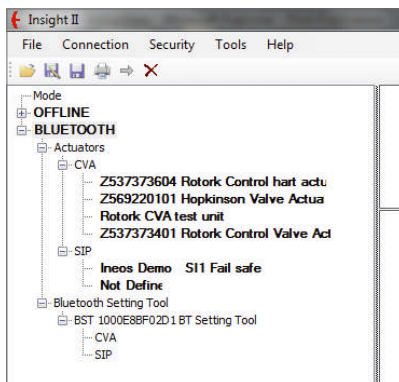 Insight II
File Connection Security Tools Help
Mode
OFFLINE
BLUETOOTH
Actuators
CVA
Z537373604 Rotork Control hart actu
Z569220101 Hopkinson Valve Actua
Rotork CVA test unit
Z537373401 Rotork Control Valve Act
SIP
Ineos Demo SI1 Fail safe
Not Define
Bluetooth Setting Tool
BST 1000E8BF02D1 BT Setting Tool
CVA
SIP